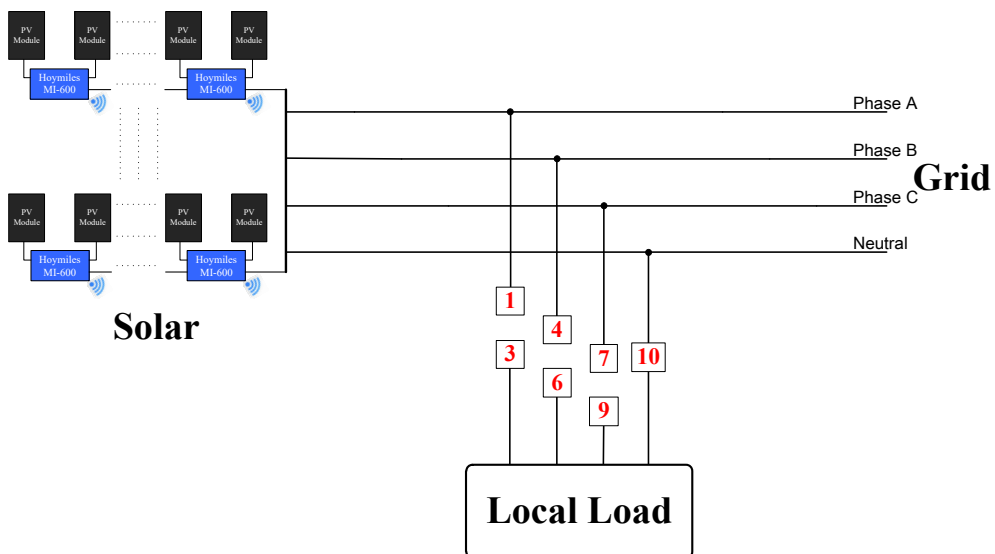 PV
Module
PV
Module
PV
Module
PV
Module
Hoymiles
MI-600
Hoymiles
MI-600
Phase A
Phase B
Grid
Phase C
Neutral
PV
Module
PV
Module
PV
Module
PV
Module
Hoymiles
MI-600
Hoymiles
MI-600
Solar
1
4
3
7
10
6
9
Local Load